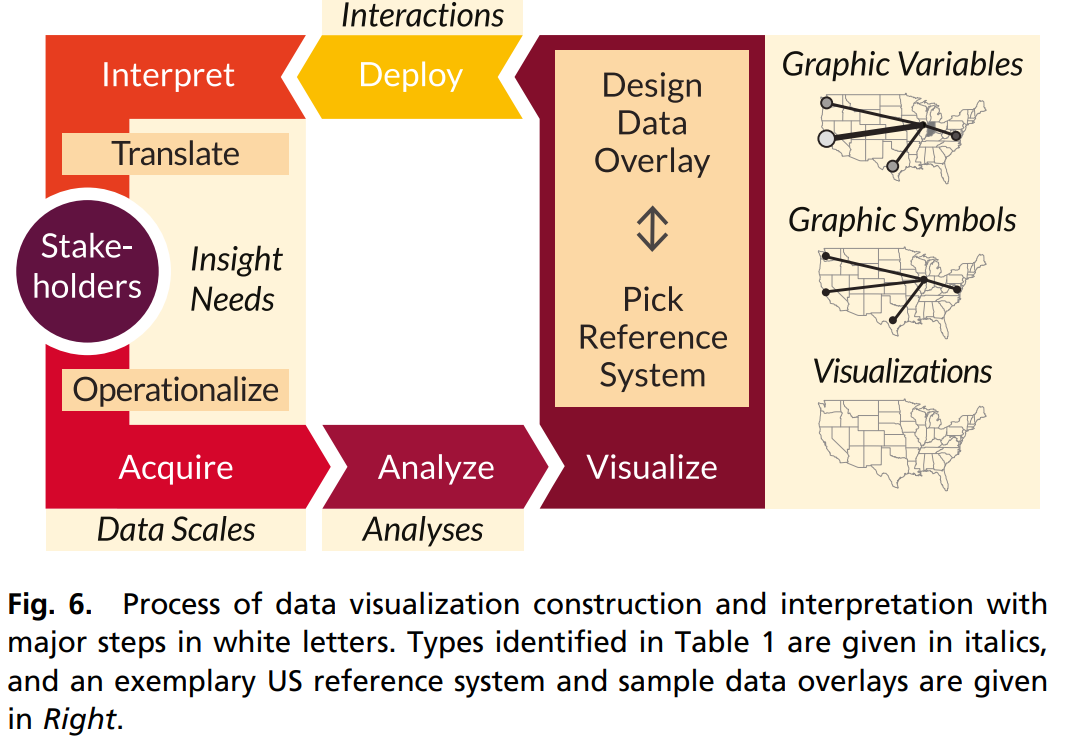 Interactions
Interpret
Deploy
Translate
Stake-
holders
Insight
Needs
Operationalize
Acquire
Analyze
Visualize
Data Scales
Analyses
Design
Data
Overlay
Pick
Reference
System
Graphic Variables
Graphic Symbols
Visualizations
Fig. 6. Process of data visualization construction and interpretation with
major steps in white letters. Types identified in Table 1 are given in italics,
and an exemplary US reference system and sample data overlays are given
in Right.